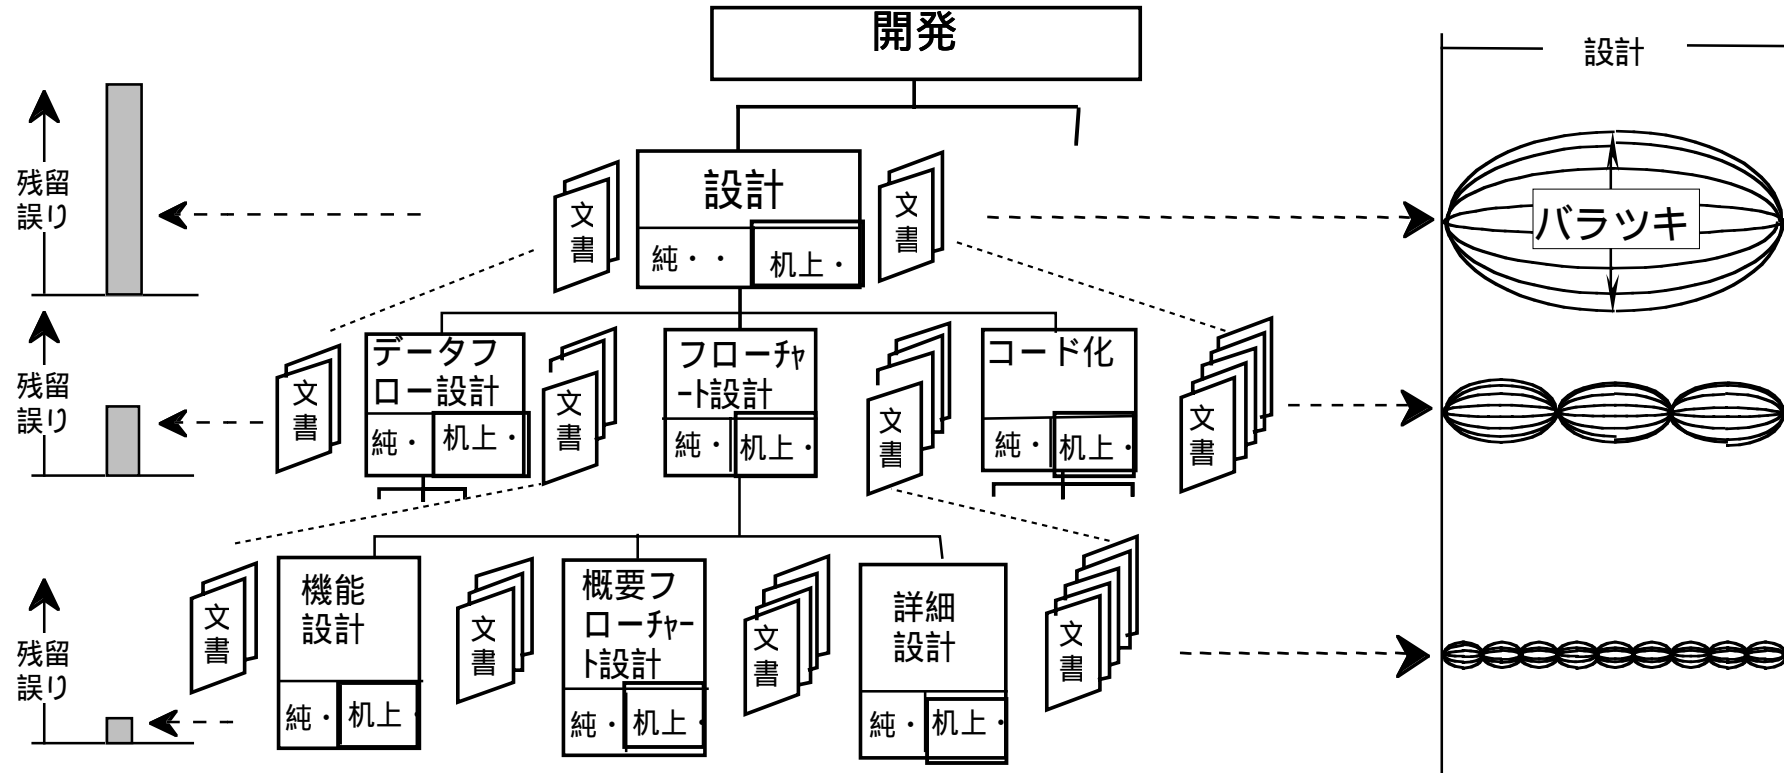 開発
設計
残留
誤り
文
書
設計
純・・
机上・
文
書
バラツキ
残留
誤り
文
書
データフ
ロー設計
純・
机上・
文
書
フローチャ
ート設計
純・
机上・
文
書
コード化
純・
机上・
文
書
残留
誤り
文
書
機能
設計
純・
机上・
文
書
概要フ
ローチャー
ト設計
純・
机上・
文
書
詳細
設計
純・
机上・
文
書